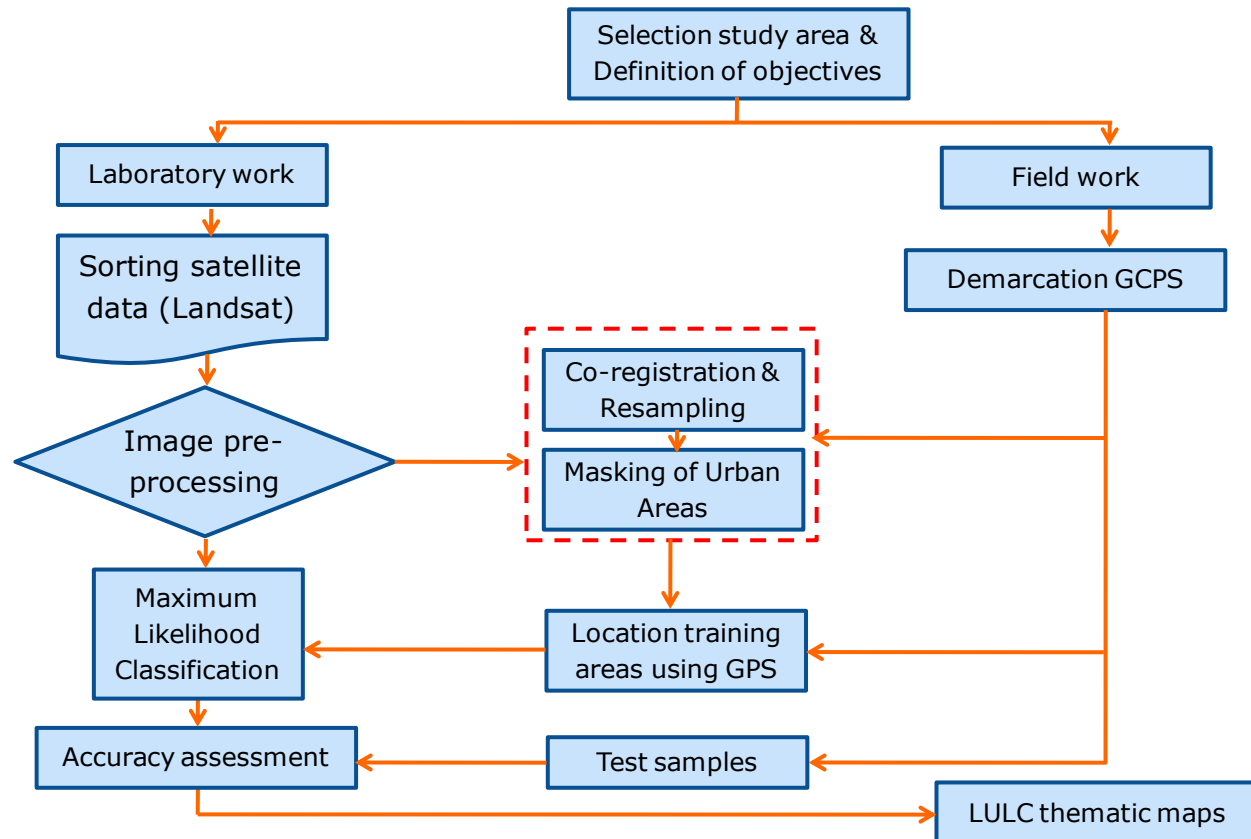 Selection study area &
Definition of objectives
Laboratory work
Field work
Sorting satellite
data (Landsat)
Demarcation GCPS
Co-registration &
Resampling
Image pre-
processing
Masking of Urban
Areas
Maximum
Likelihood
Classification
Location training
areas using GPS
Accuracy assessment
Test samples
LULC thematic maps